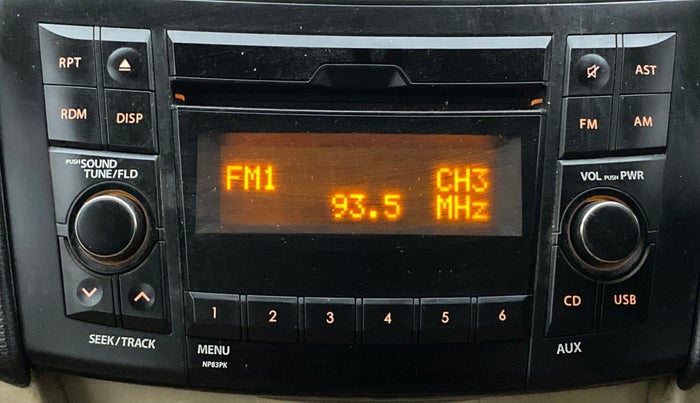 RPT
RDM
DISP
AST
FM
AM
PUSH SOUND
TUNE/FLD
VOL PUSH PWR
FM1 CH3
93.5 MHz
SEEK/TRACK
1 2 3 4 5 6
MENU
NP83PK
CD
USB
AUX